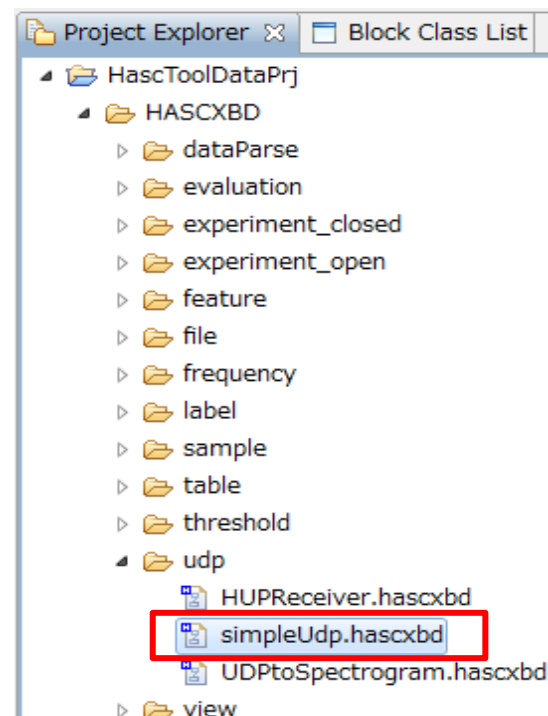 Project Explorer Block Class List
HascToolDataPrj
HASCXBD
dataParse
evaluation
experiment_closed
experiment_open
feature
file
frequency
label
sample
table
threshold
udp
HUPReceiver.hascxbd
simpleUdp.hascxbd
UDPtoSpectrogram.hascxbd
view